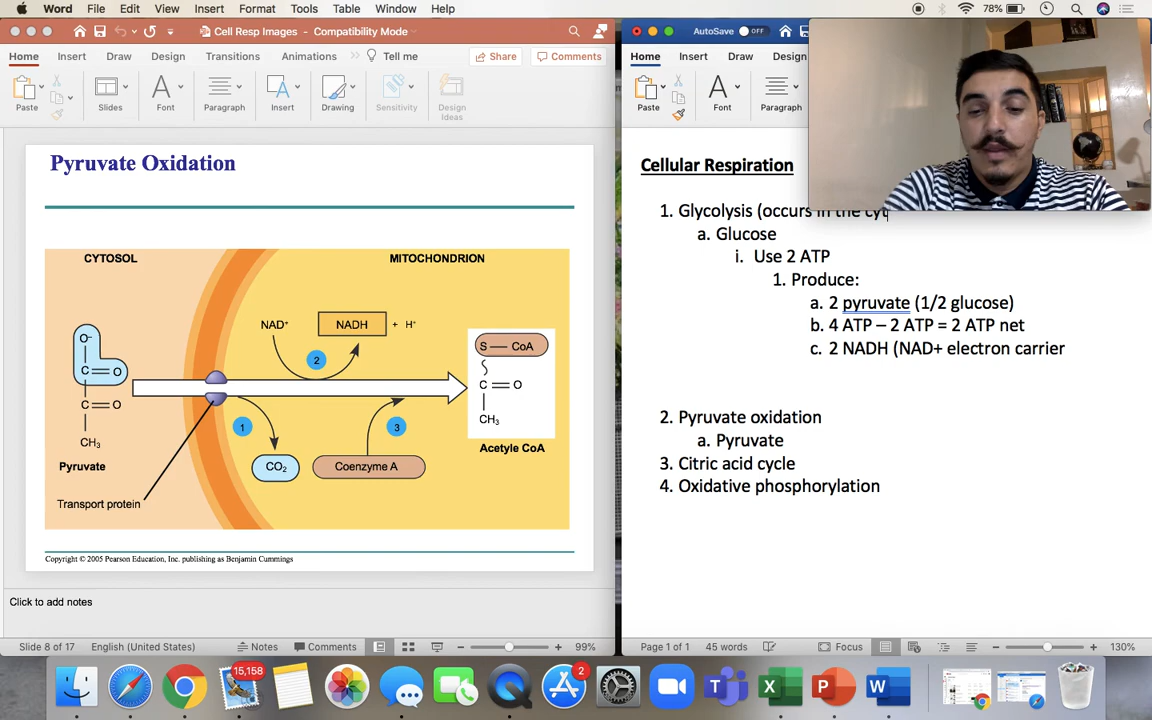 Word File Edit View Insert Format Tools Table Window Help 78%
Cell Resp Images - Compatibility Mode
AutoSave OFF
Home Insert Draw Design Transitions Animations Tell me Share Comments
Home Insert Draw Design
Paste Slides Font Paragraph Insert Drawing Sensitivity Design Ideas
Paste Font Paragraph
Pyruvate Oxidation
CYTOSOL MITOCHONDRION
NAD+ NADH + H+
2
O-
C O
C O
CH3
Pyruvate
S CoA
C O
CH3
Acetyle CoA
1 3
CO2 Coenzyme A
Transport protein
Copyright © 2005 Pearson Education, Inc. publishing as Benjamin Cummings
Click to add notes
Slide 8 of 17 English (United States) Notes Comments 99%
Cellular Respiration
1. Glycolysis (occurs in the cyt
a. Glucose
i. Use 2 ATP
1. Produce:
a. 2 pyruvate (1/2 glucose)
b. 4 ATP – 2 ATP = 2 ATP net
c. 2 NADH (NAD+ electron carrier
2. Pyruvate oxidation
a. Pyruvate
3. Citric acid cycle
4. Oxidative phosphorylation
Page 1 of 1 45 words Focus 130%
15,158 2